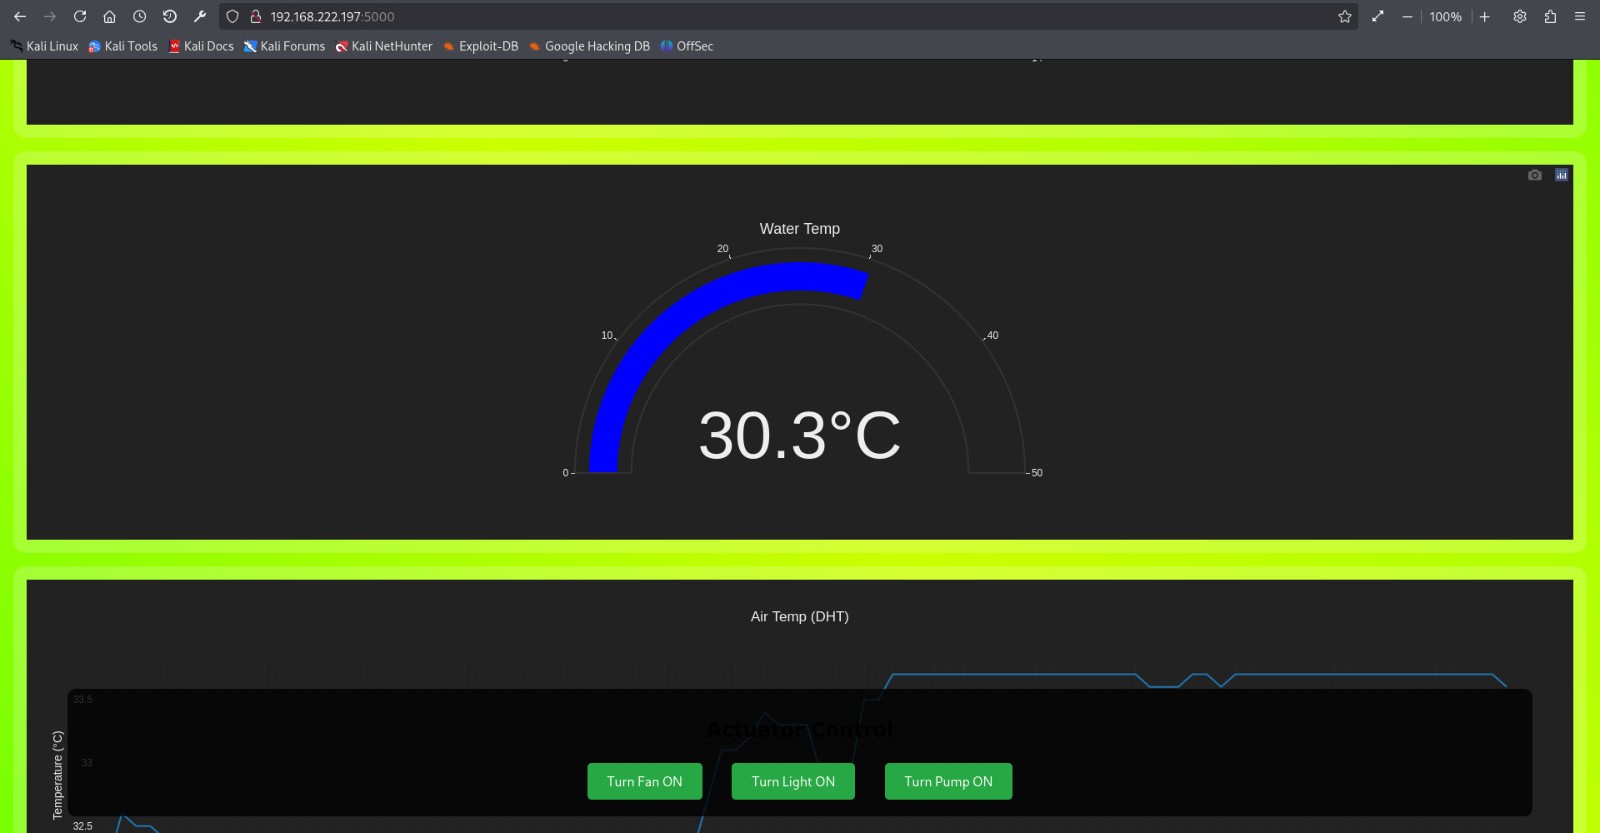 192.168.222.197:5000
100%
Kali Linux
Kali Tools
Kali Docs
Kali Forums
Kali NetHunter
Exploit-DB
Google Hacking DB
OffSec
Water Temp
20
30
10
40
30.3°C
0
50
Air Temp (DHT)
33.5
Actuator Control
Temperature (°C)
33
Turn Fan ON
Turn Light ON
Turn Pump ON
32.5